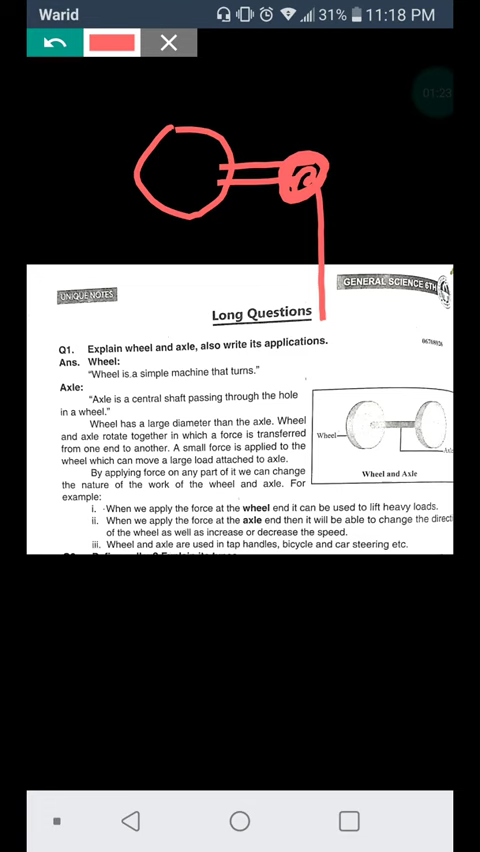 Warid 31% 11:18 PM
01:23
UNIQUE NOTES
GENERAL SCIENCE 6TH
Long Questions
Q1. Explain wheel and axle, also write its applications.
06708026
Ans. Wheel:
"Wheel is a simple machine that turns."
Axle:
"Axle is a central shaft passing through the hole
in a wheel."
Wheel has a large diameter than the axle. Wheel
and axle rotate together in which a force is transferred
from one end to another. A small force is applied to the
wheel which can move a large load attached to axle.
By applying force on any part of it we can change
the nature of the work of the wheel and axle. For
example:
Wheel
Wheel and Axle
i. When we apply the force at the wheel end it can be used to lift heavy loads.
ii. When we apply the force at the axle end then it will be able to change the direct
of the wheel as well as increase or decrease the speed.
iii. Wheel and axle are used in tap handles, bicycle and car steering etc.